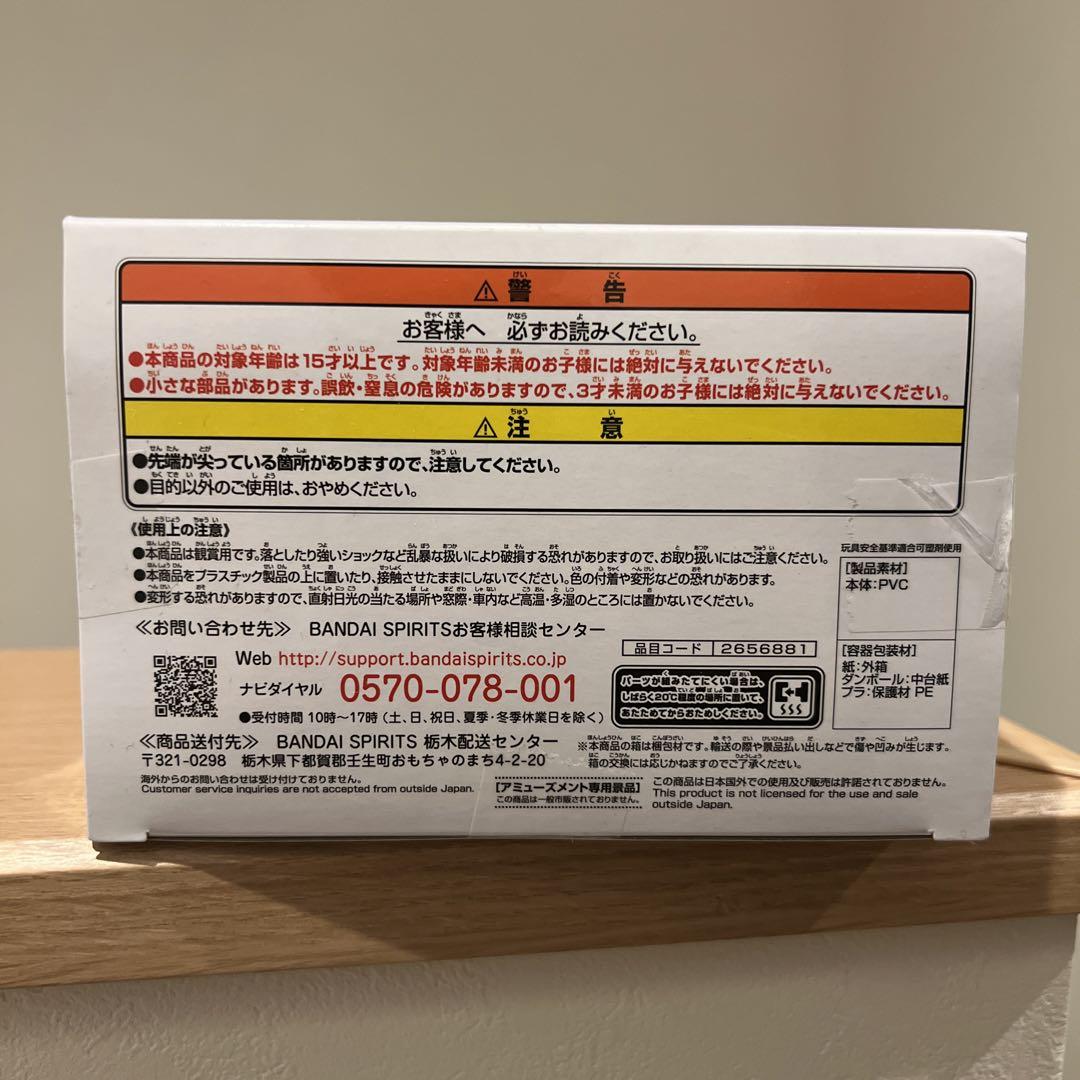 ⚠警告
お客様へ 必ずお読みください。
●本商品の対象年齢は15才以上です。対象年齢未満のお子様には絶対に与えないでください。
●小さな部品があります。誤飲・窒息の危険がありますので、3才未満のお子様には絶対に与えないでください。
⚠注意
●先端が尖っている箇所がありますので、注意してください。
●目的以外のご使用は、おやめください。
《使用上の注意》
●本商品は観賞用です。落としたり強いショックなど乱暴な扱いにより破損する恐れがありますので、お取り扱いにはご注意ください。
●本商品をプラスチック製品の上に置いたり、接触させたままにしないでください。色の付着や変形などの恐れがあります。
●変形する恐れがありますので、直射日光の当たる場所や窓際・車内など高温・多湿のところには置かないでください。
玩具安全基準適合可塑剤使用
[製品素材]
本体:PVC
[容器包装材]
紙:外箱
ダンボール:中台紙
プラ:保護材 PE
≪お問い合わせ先≫ BANDAI SPIRITSお客様相談センター
Web http://support.bandaispirits.co.jp
ナビダイヤル 0570-078-001
●受付時間 10時〜17時(土、日、祝日、夏季・冬季休業日を除く)
品目コード 2656881
パーツが組みたてにくい場合は、
しばらく20℃程度の場所に置いて、
あたためてからおためしください。
≪商品送付先≫ BANDAI SPIRITS 栃木配送センター
〒321-0298 栃木県下都賀郡壬生町おもちゃのまち4-2-20
※本商品の箱は梱包材です。輸送の際や景品払い出しなどで傷や凹みが生じます。
箱の交換には応じかねますのでご了承ください。
海外からのお問い合わせは受け付けておりません。
Customer service inquiries are not accepted from outside Japan.
[アミューズメント専用景品]
この商品は一般市販されておりません。
この商品は日本国外での使用及び販売は許諾されておりません。
This product is not licensed for the use and sale
outside Japan.